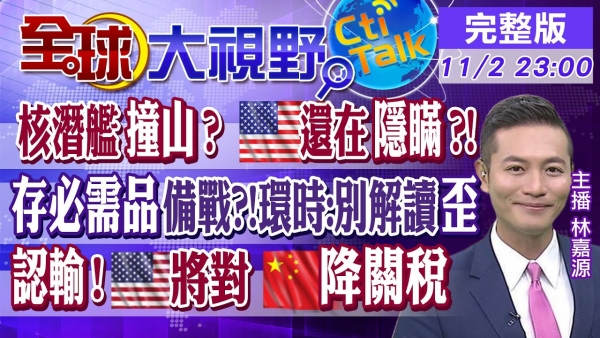 全球大視野
Cti Talk
完整版
11/2 23:00
核潛艦撞山? 還在隱瞞?!
存必需品備戰?!環時:別解讀歪
認輸! 將對 降關稅
主播 林嘉源